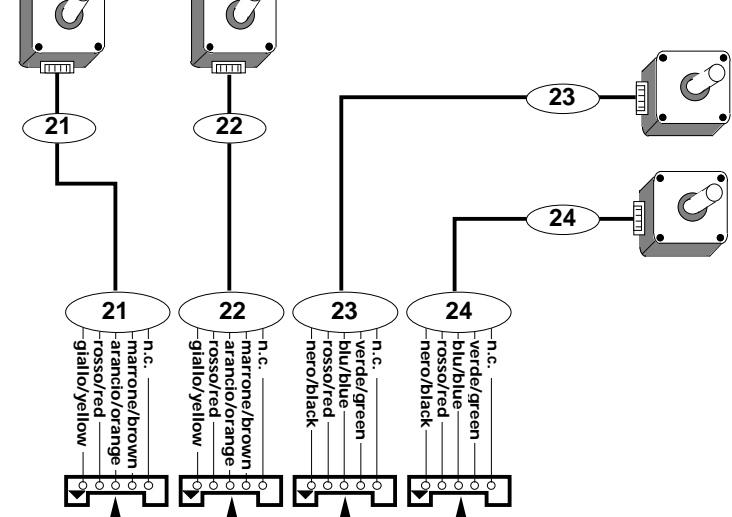 21
22
23
24
21
22
23
24
giallo/yellow
rosso/red
arancio/orange
marrone/brown
n.c.
giallo/yellow
rosso/red
arancio/orange
marrone/brown
n.c.
nero/black
rosso/red
blu/blue
verde/green
n.c.
nero/black
rosso/red
blu/blue
verde/green
n.c.